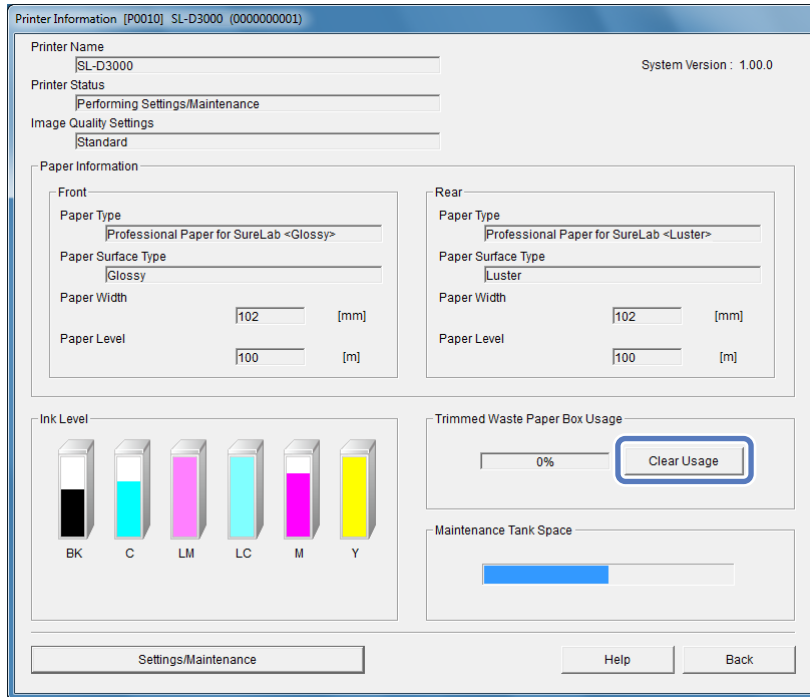 Printer Information [P0010] SL-D3000 (0000000001)
Printer Name
SL-D3000
System Version : 1.00.0
Printer Status
Performing Settings/Maintenance
Image Quality Settings
Standard
Paper Information
Front
Paper Type
Professional Paper for SureLab <Glossy>
Paper Surface Type
Glossy
Paper Width
102 [mm]
Paper Level
100 [m]
Rear
Paper Type
Professional Paper for SureLab <Luster>
Paper Surface Type
Luster
Paper Width
102 [mm]
Paper Level
100 [m]
Ink Level
BK C LM LC M Y
Trimmed Waste Paper Box Usage
0% Clear Usage
Maintenance Tank Space
Settings/Maintenance Help Back